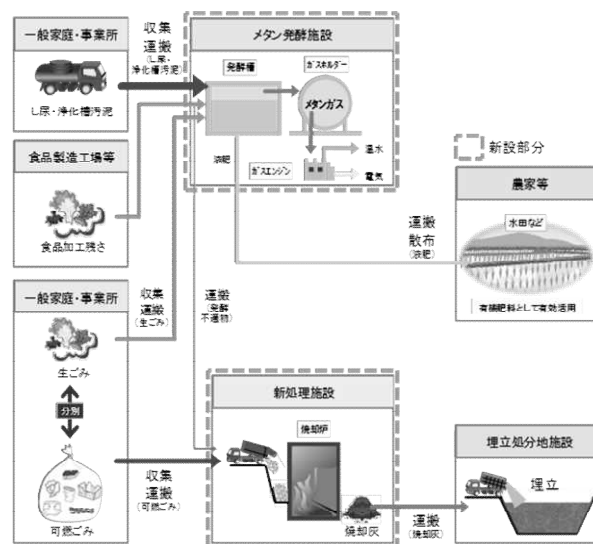 一般家庭・事業所
し尿・浄化槽汚泥
収集
運搬
(し尿・
浄化槽汚泥)
メタン発酵施設
発酵槽
ガスホルダー
メタンガス
液肥
ガスエンジン
温水
電気
新設部分
食品製造工場等
食品加工残さ
農家等
水田など
有機肥料として有効活用
運搬
散布
(液肥)
一般家庭・事業所
生ごみ
分別
可燃ごみ
収集
運搬
(生ごみ)
運搬
(発酵
不適物)
収集
運搬
(可燃ごみ)
新処理施設
焼却炉
焼却灰
運搬
(焼却灰)
埋立処分地施設
埋立